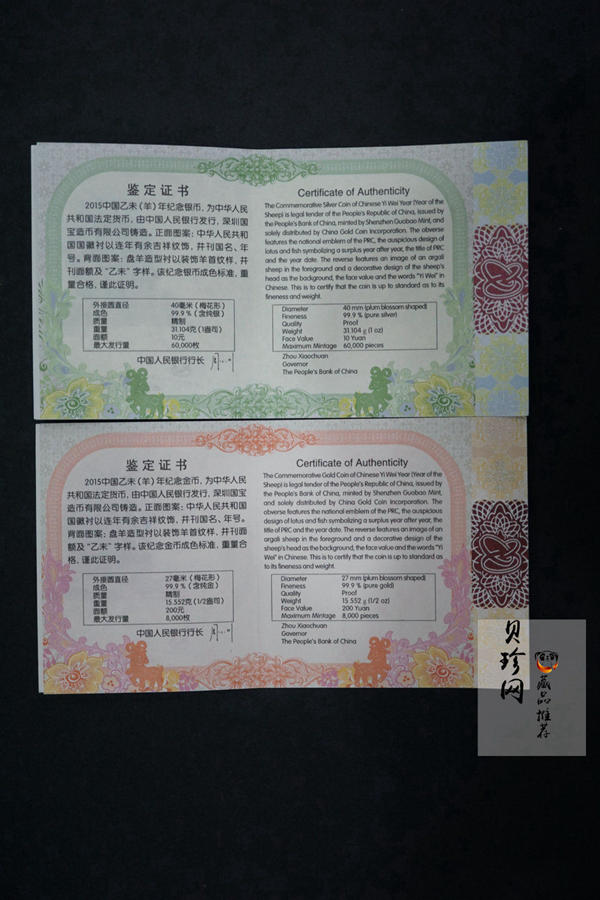 鉴定证书
2015中国乙未（羊）年纪念银币，为中华人民
共和国法定货币，由中国人民银行发行，深圳国
宝造币有限公司铸造。正面图案：中华人民共和
国国徽衬以连年有余吉祥纹饰，并刊国名、年
号。背面图案：盘羊造型衬以装饰羊首纹样，并
刊面额及“乙未”字样。该纪念银币成色标准，重
量合格，谨此证明。
外接圆直径 40毫米（梅花形）
成色 99.9％（含纯银）
质量 精制
重量 31.104克(1盎司)
面额 10元
最大发行量 60,000枚
中国人民银行行长
Certificate of Authenticity
The Commemorative Silver Coin of Chinese Yi Wei Year (Year of the
Sheep) is legal tender of the People's Republic of China, issued by
the People's Bank of China, minted by Shenzhen Guobao Mint, and
solely distributed by China Gold Coin Incorporation. The obverse
features the national emblem of the PRC, the auspicious design of
lotus and fish symbolizing a surplus year after year, the title of PRC
and the year date. The reverse features an image of an argali
sheep in the foreground and a decorative design of the sheep's
head as the background, the face value and the words "Yi Wei" in
Chinese. This is to certify that the coin is up to standard as to its
fineness and weight.
Diameter 40 mm (plum blossom shaped)
Fineness 99.9% (pure silver)
Quality Proof
Weight 31.104 g (1 oz)
Face Value 10 Yuan
Maximum Mintage 60,000 pieces
Zhou Xiaochuan
Governor
The People's Bank of China
鉴定证书
2015中国乙未（羊）年纪念金币，为中华人民
共和国法定货币，由中国人民银行发行，深圳国宝
造币有限公司铸造。正面图案：中华人民共和国
国徽衬以连年有余吉祥纹饰，并刊国名、年号。
背面图案：盘羊造型衬以装饰羊首纹样，并刊面
额及“乙未”字样。该纪念金币成色标准，重量合
格，谨此证明。
外接圆直径 27毫米（梅花形）
成色 99.9％（含纯金）
质量 精制
重量 15.552克(1/2盎司)
面额 200元
最大发行量 8,000枚
中国人民银行行长
Certificate of Authenticity
The Commemorative Gold Coin of Chinese Yi Wei Year (Year of the
Sheep) is legal tender of the People's Republic of China, issued by
the People's Bank of China, minted by Shenzhen Guobao Mint,
and solely distributed by China Gold Coin Incorporation. The
obverse features the national emblem of the PRC, the auspicious
design of lotus and fish symbolizing a surplus year after year, the
title of PRC and the year date. The reverse features an image of an
argali sheep in the foreground and a decorative design of the
sheep's head as the background, the face value and the words "Yi
Wei" in Chinese. This is to certify that the coin is up to standard as
to its fineness and weight.
Diameter 27 mm (plum blossom shaped)
Fineness 99.9% (pure gold)
Quality Proof
Weight 15.552 g (1/2 oz)
Face Value 200 Yuan
Maximum Mintage 8,000 pieces
Zhou Xiaochuan
Governor
The People's Bank of China
贝珍网
藏品推荐